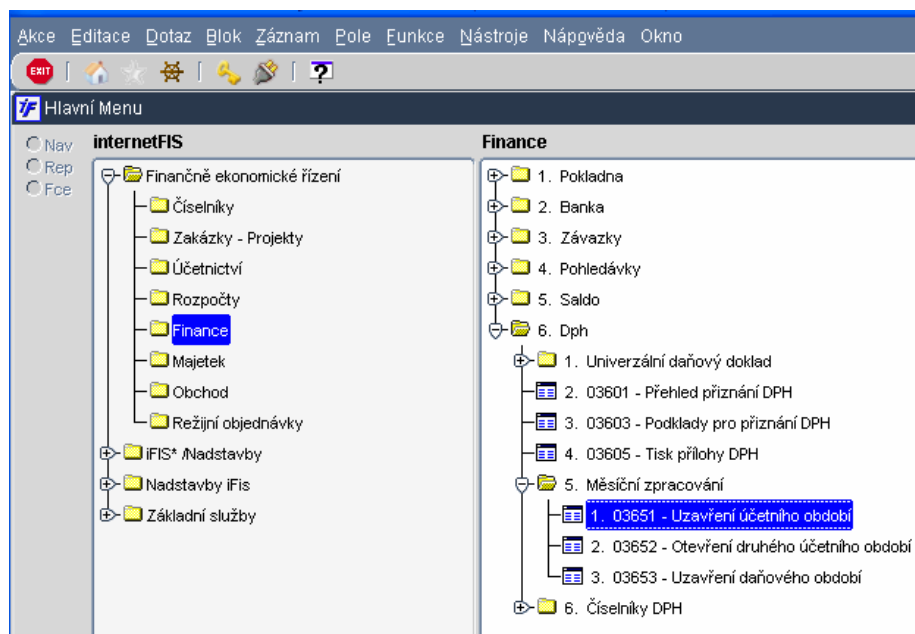 Akce Editace Dotaz Blok Záznam Pole Funkce Nástroje Nápověda Okno
EXIT
Hlavní Menu
Nav
Rep
Fce
internetFIS
Finančně ekonomické řízení
Číselníky
Zakázky - Projekty
Účetnictví
Rozpočty
Finance
Majetek
Obchod
Režijní objednávky
iFIS* /Nadstavby
Nadstavby iFis
Základní služby
Finance
1. Pokladna
2. Banka
3. Závazky
4. Pohledávky
5. Saldo
6. Dph
1. Univerzální daňový doklad
2. 03601 - Přehled přiznání DPH
3. 03603 - Podklady pro přiznání DPH
4. 03605 - Tisk přílohy DPH
5. Měsíční zpracování
1. 03651 - Uzavření účetního období
2. 03652 - Otevření druhého účetního období
3. 03653 - Uzavření daňového období
6. Číselníky DPH